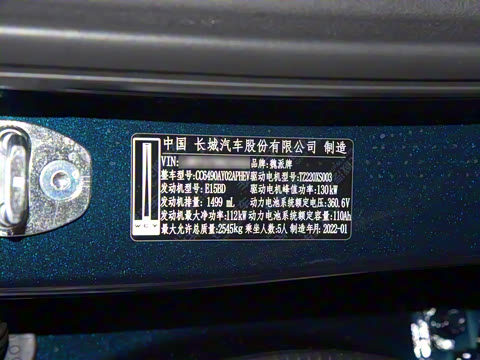 中国 长城汽车股份有限公司 制造
VIN: 品牌:魏派牌
整车型号:CC6490AY02APHEV 驱动电机型号:TZ220XS003
发动机型号:E15BD 驱动电机峰值功率:130kW
发动机排量:1499 mL 动力电池系统额定电压:360.6V
发动机最大净功率:112kW 动力电池系统额定容量:110Ah
最大允许总质量:2545kg 乘坐人数:5人 制造年月:2022-01
WEY